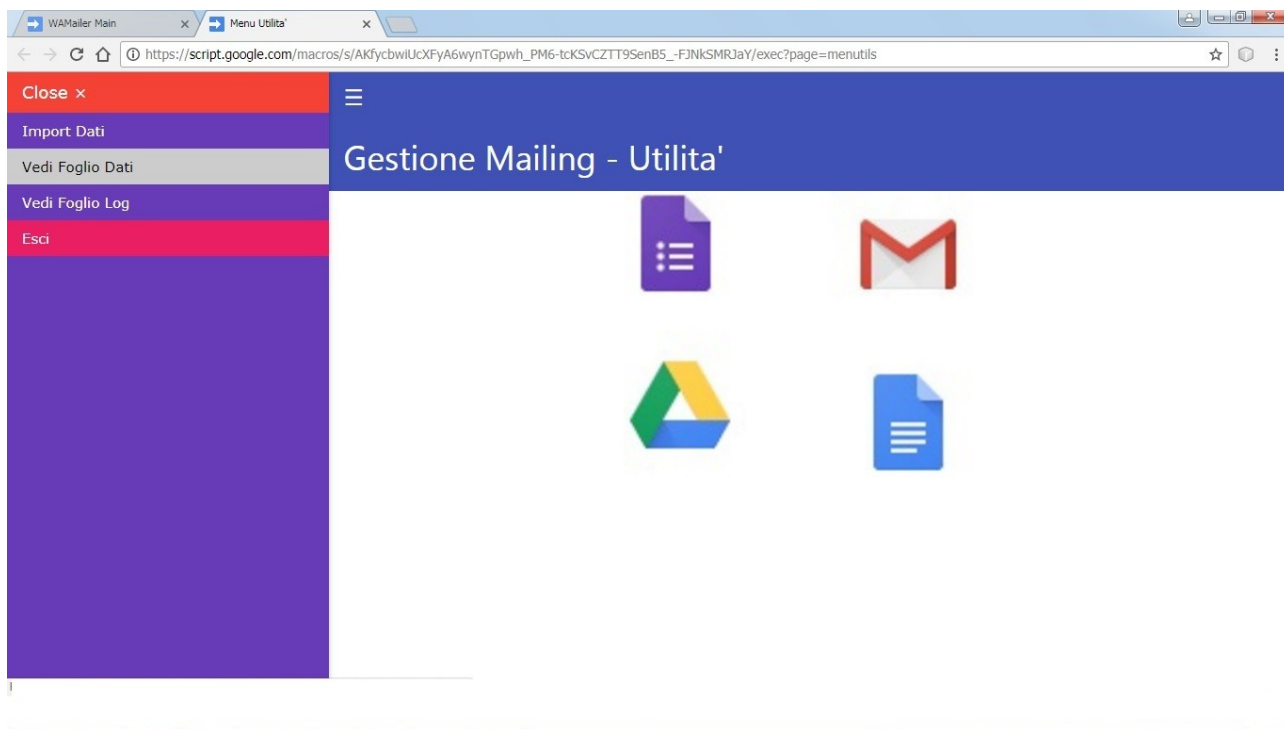 WAMailer Main
Menu Utilita'
https://script.google.com/macros/s/AKfycbwiUcXFyA6wynTGpwh_PM6-tcKSvCZTT9SenB5_-FJNkSMRJaY/exec?page=menutils
Close ×
Import Dati
Vedi Foglio Dati
Vedi Foglio Log
Esci
Gestione Mailing - Utilita'